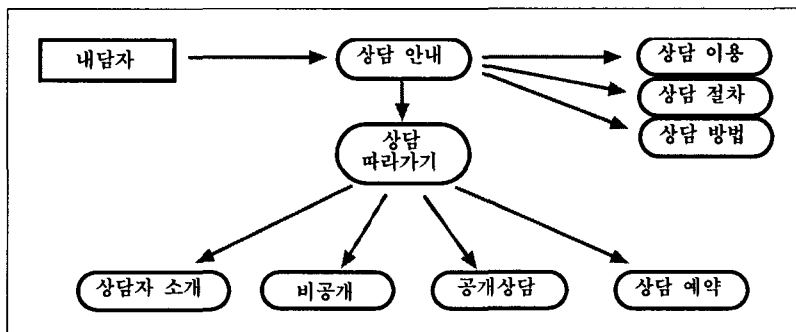 내담자
상담 안내
상담 이용
상담 절차
상담 방법
상담
따라가기
상담자 소개
비공개
공개상담
상담 예약